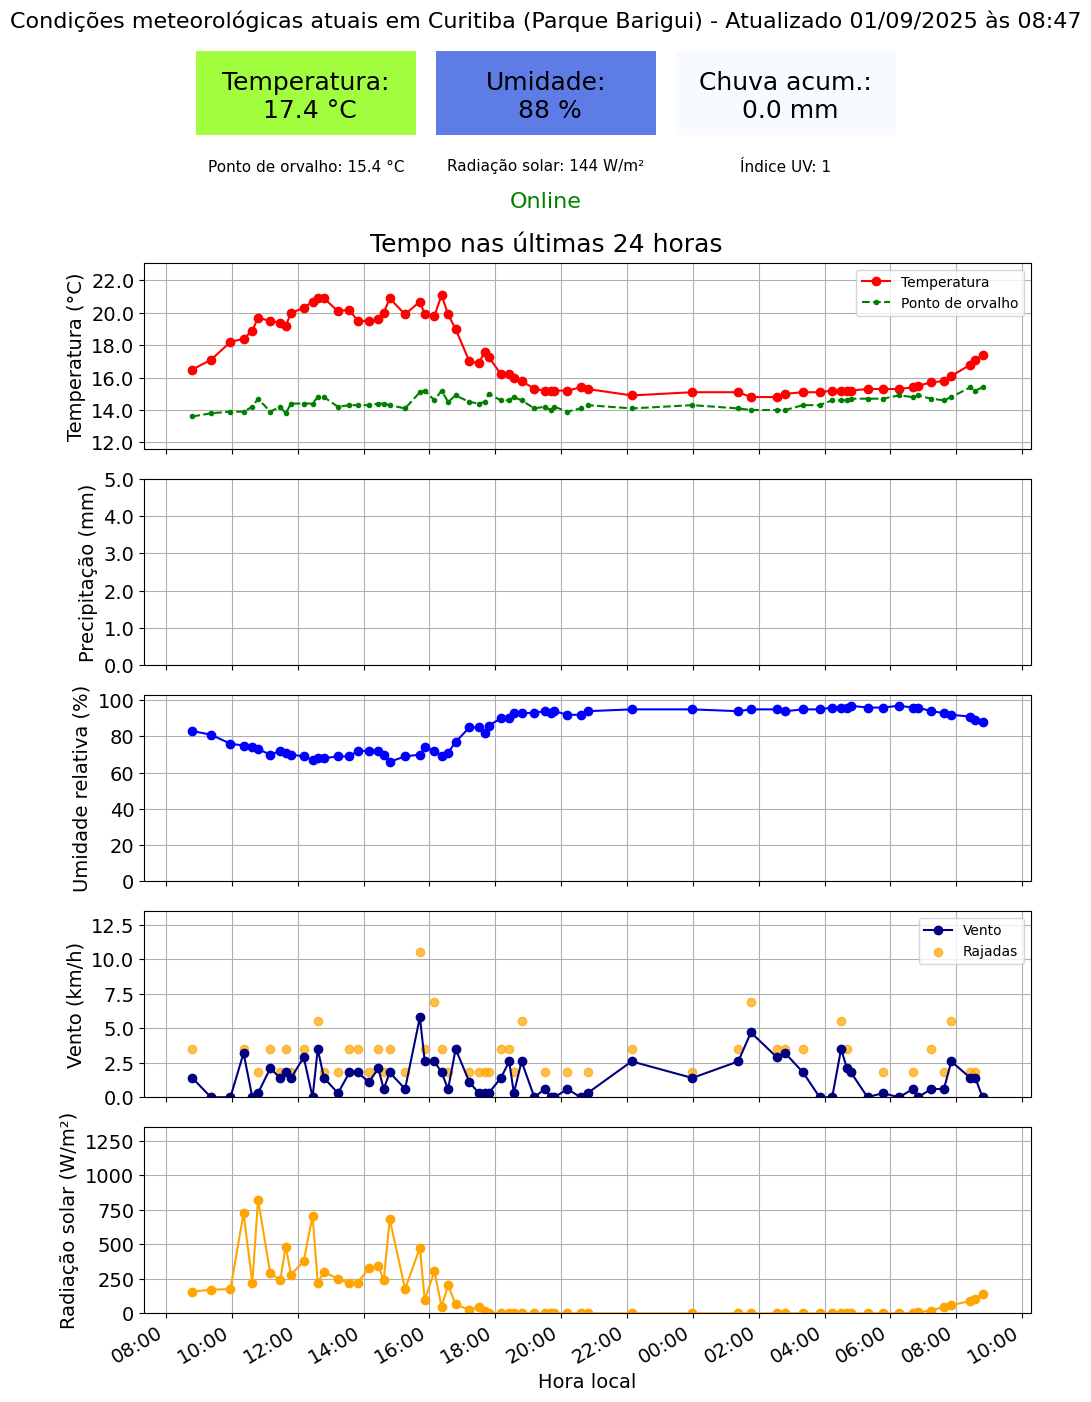 Condições meteorológicas atuais em Curitiba (Parque Barigui) - Atualizado 01/09/2025 às 08:47
Temperatura:
17.4 °C
Umidade:
88 %
Chuva acum.:
0.0 mm
Ponto de orvalho: 15.4 °C
Radiação solar: 144 W/m²
Índice UV: 1
Online
Tempo nas últimas 24 horas
Temperatura (°C)
22.0
20.0
18.0
16.0
14.0
12.0
Temperatura
Ponto de orvalho
Precipitação (mm)
5.0
4.0
3.0
2.0
1.0
0.0
Umidade relativa (%)
100
80
60
40
20
0
Vento (km/h)
12.5
10.0
7.5
5.0
2.5
0.0
Vento
Rajadas
Radiação solar (W/m²)
1250
1000
750
500
250
0
08:00
10:00
12:00
14:00
16:00
18:00
20:00
22:00
00:00
02:00
04:00
06:00
08:00
10:00
Hora local